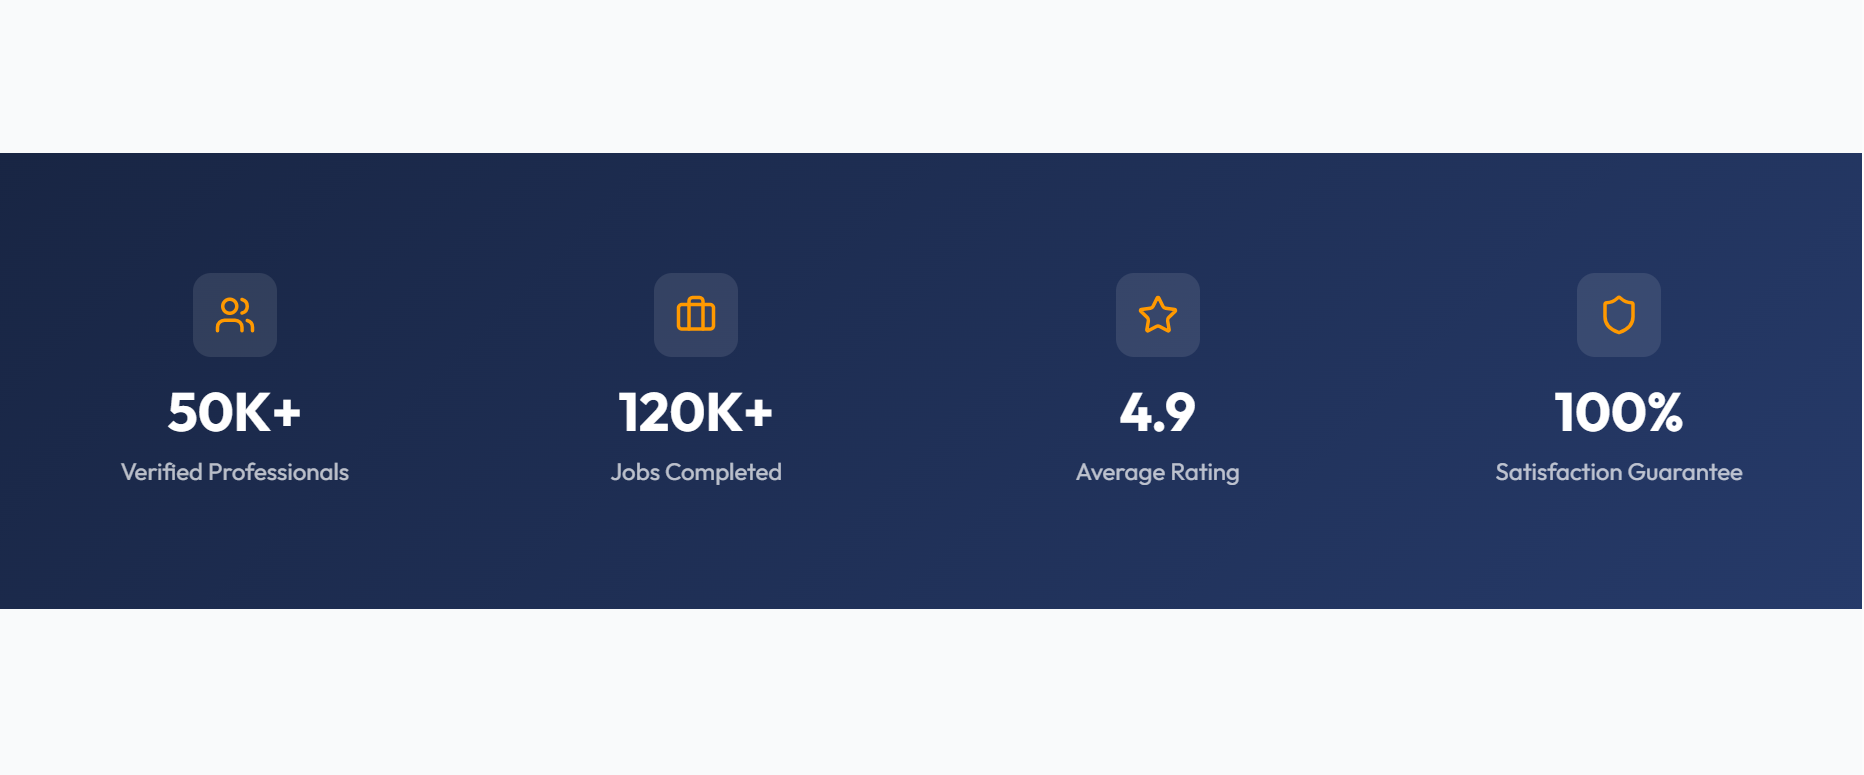 50K+
Verified Professionals
120K+
Jobs Completed
4.9
Average Rating
100%
Satisfaction Guarantee